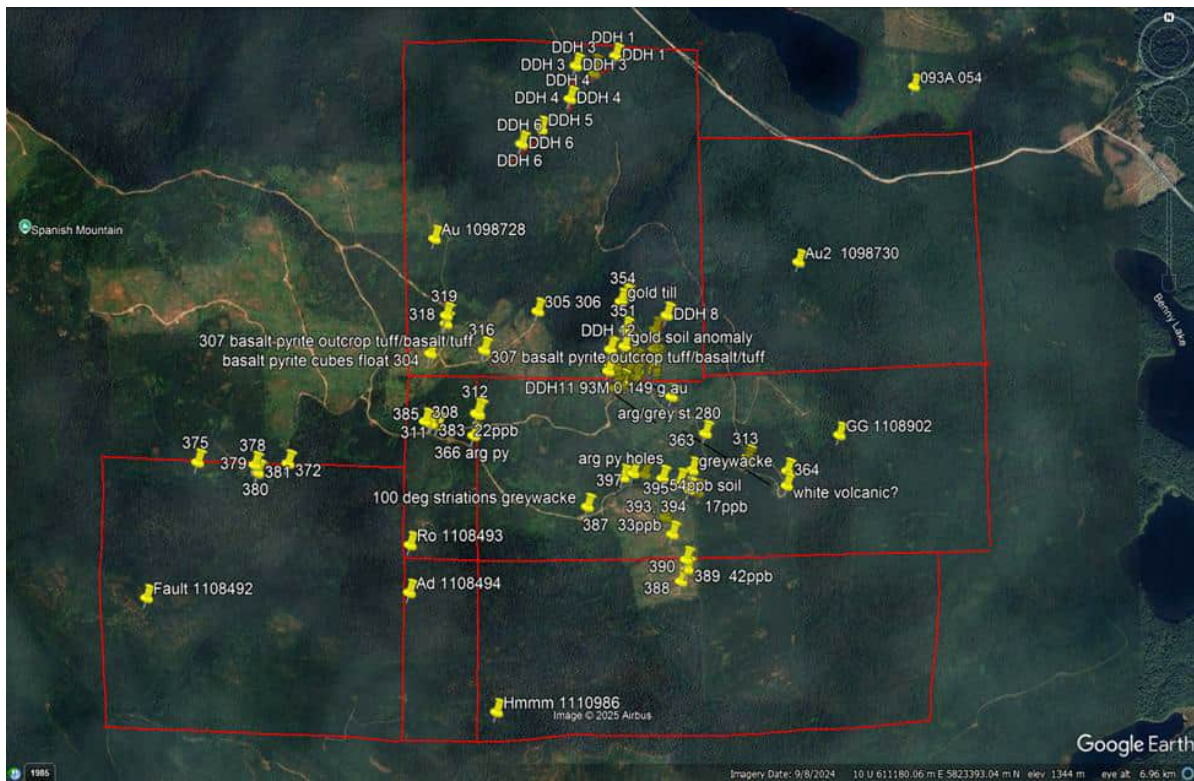 N
DDH 1
DDH 3
DDH 1
DDH 3
DDH 3
DDH 4
DDH 4
DDH 4
DDH 5
DDH 6
DDH 6
DDH 6
093A 054
Spanish Mountain
Au 1098728
Au2 1098730
Benny Lake
354
gold till
305 306
319
318
351
DDH 8
316
DDH 12
gold soil anomaly
307 basalt-pyrite outcrop tuff/basalt/tuff
307 basalt pyrite outcrop tuff/basalt/tuff
basalt pyrite cubes float 304
DDH11 93M 0.149 g au
312
385
308
arg/grey st 280
311
383 22ppb
363
313
GG 1108902
366 arg py
375
378
379
381
372
380
arg py holes
greywacke
364
397
395
54ppb soil
white volcanic?
100 deg striations greywacke
393, 394
17ppb
387 33ppb
Ro 1108493
390
389 42ppb
388
Fault 1108492
Ad 1108494
Hmmm 1110986
Image © 2025 Airbus
Google Earth
1985
Imagery Date: 9/8/2024 10 U 611180.06 m E 5823393.04 m N elev 1344 m eye alt 6.96 km